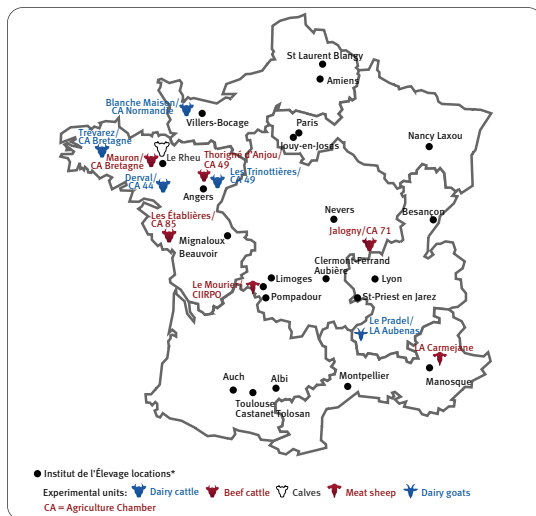 St Laurent Blangy
Amiens
Blanche Maison/
CA Normandie
Villers-Bocage
Paris
Jouy-en-Josas
Nancy Laxou
Trévarez/
CA Bretagne
Mauron/
CA Bretagne
Le Rheu
Thorigné d'Anjou/
CA 49
Les Trinottières/
CA 49
Derval/
CA 44
Angers
Les Établières/
CA 85
Mignaloux
Beauvoir
Nevers
Besançon
Jalogny/CA 71
Clermont-Ferrand
Aubière
Lyon
Le Mourier/
CIIRPO
Limoges
Pompadour
St-Priest en Jarez
Le Pradel/
LA Aubenas
LA Carmejane
Manosque
Montpellier
Auch
Albi
Toulouse
Castanet-Tolosan
Institut de l'Élevage locations*
Experimental units: Dairy cattle Beef cattle Calves Meat sheep Dairy goats
CA = Agriculture Chamber